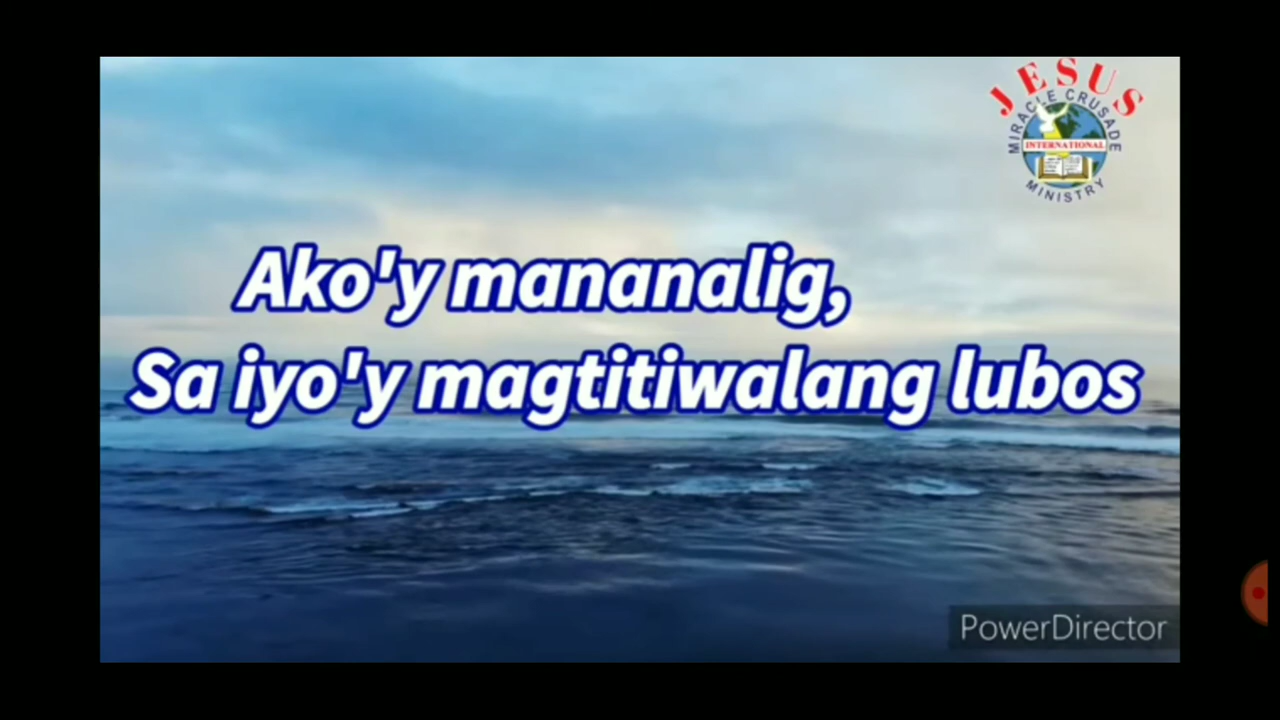 JESUS
MIRACLE CRUSADE
INTERNATIONAL
MINISTRY
Ako'y mananalig,
Sa iyo'y magtitiwalang lubos
PowerDirector